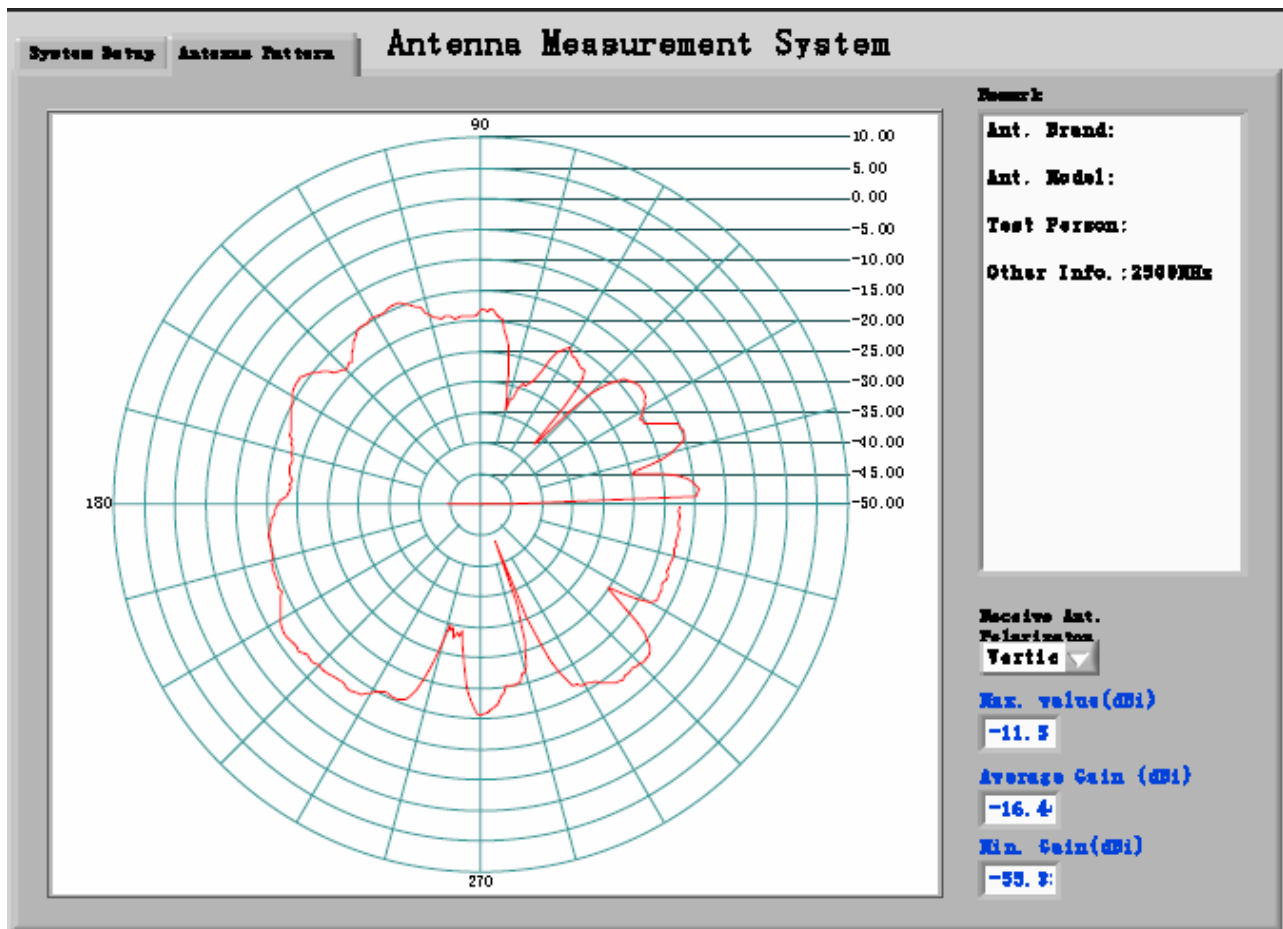 Antenna Measurement System
System Setup
Antenna Pattern
90
10.00
5.00
0.00
-5.00
-10.00
-15.00
-20.00
-25.00
-30.00
-35.00
-40.00
-45.00
-50.00
180
270
Remark
Ant. Brand:
Ant. Model:
Test Person:
Other Info.:
Receive Ant.
Polarizaton
Vertic
Max. value(dBi)
-11.5
Average Gain (dBi)
-16.4
Min. Gain(dBi)